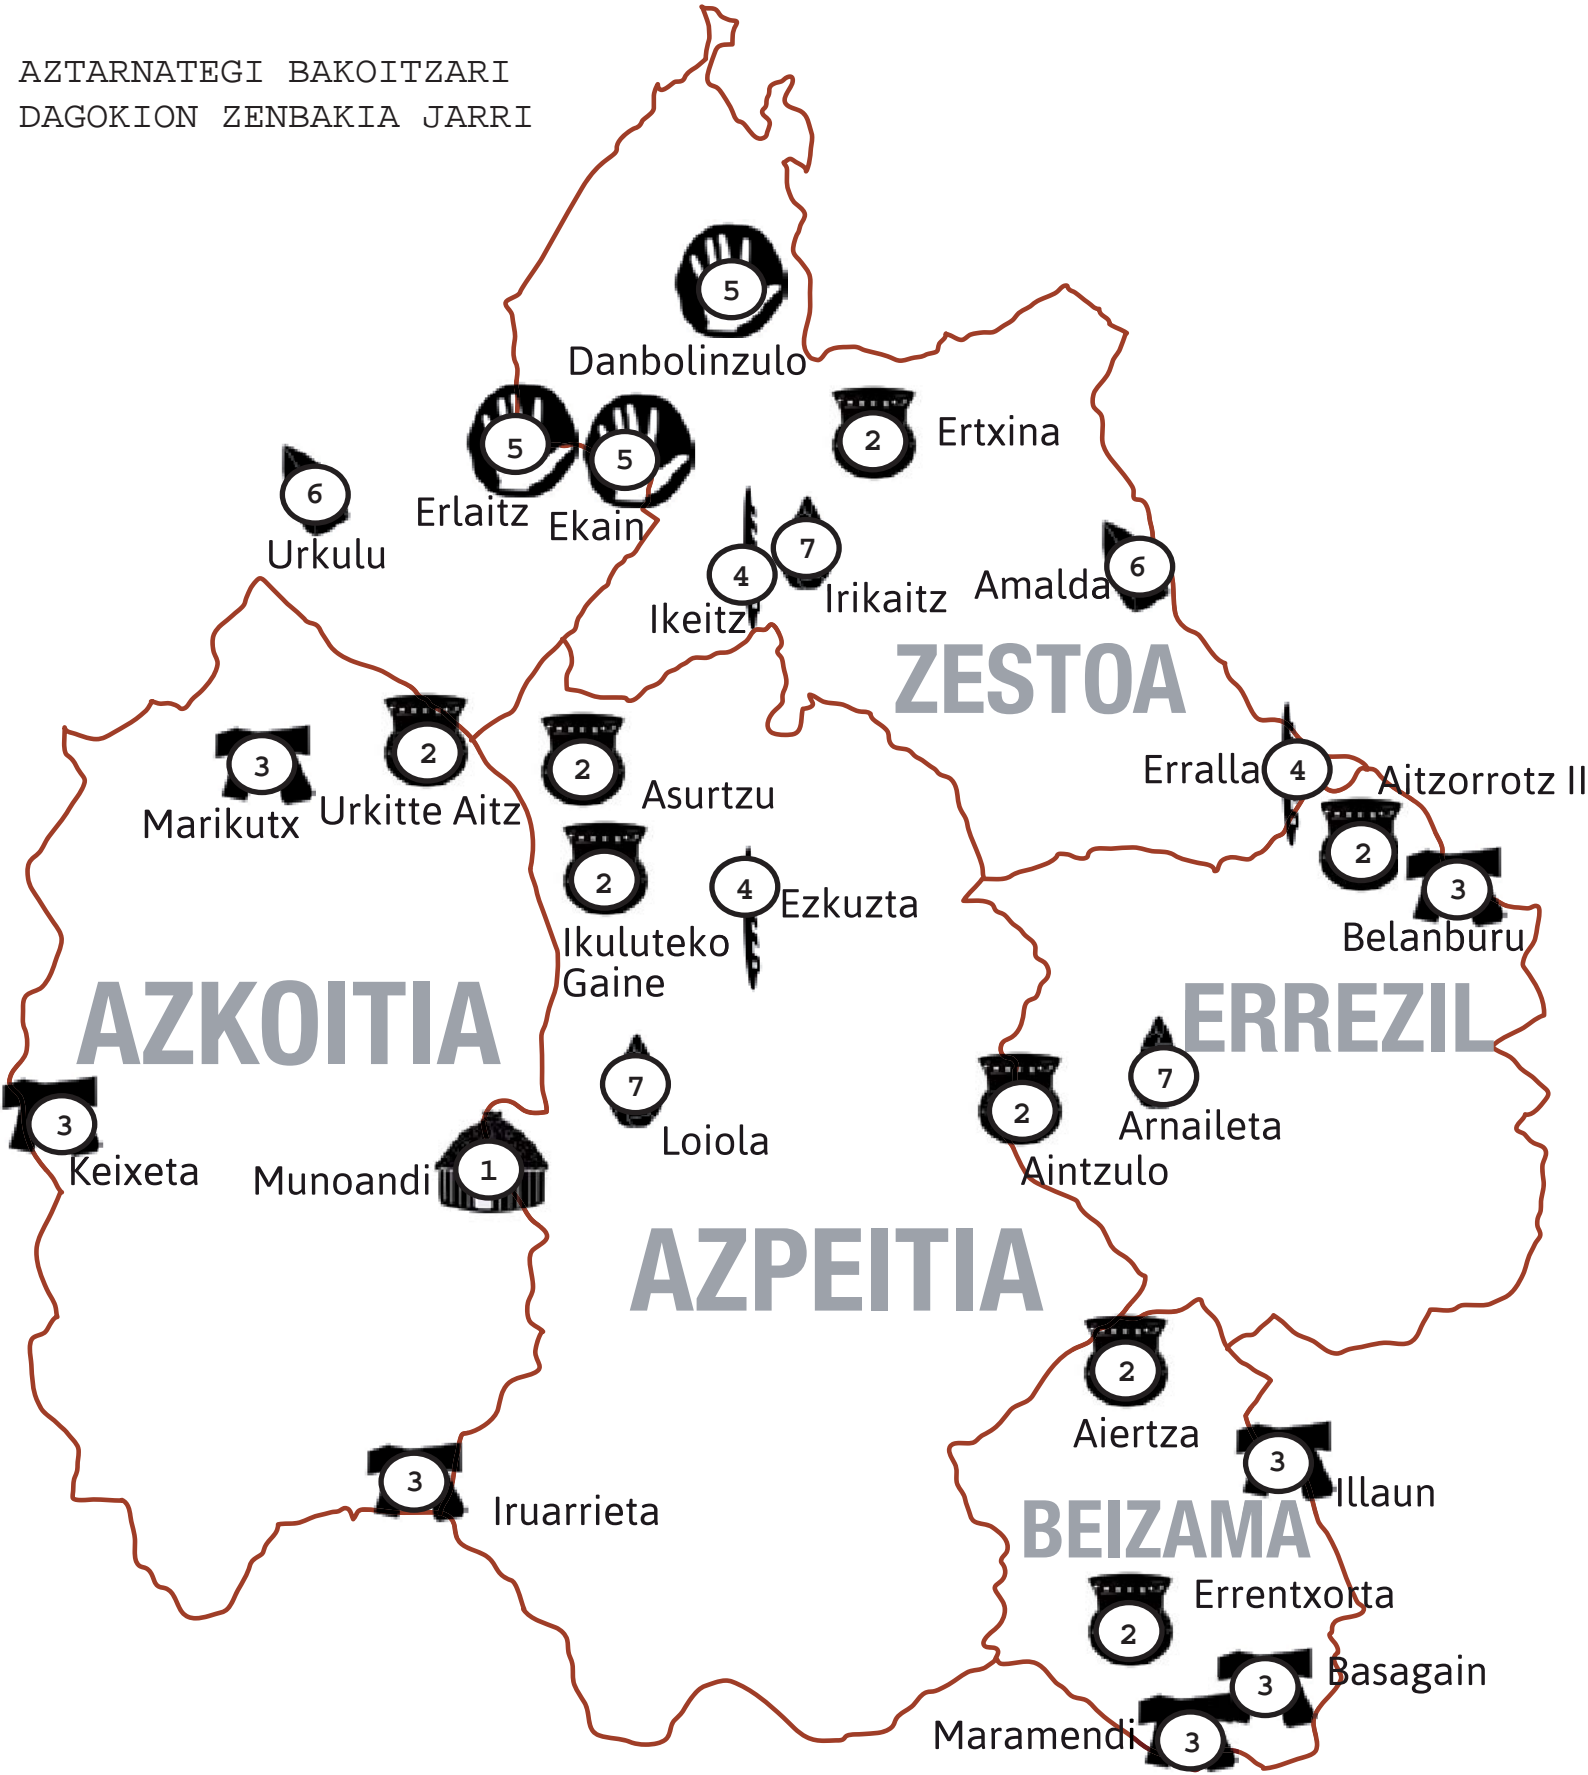 AZTARNATEGI BAKOITZARI
DAGOKION ZENBAKIA JARRI
5
Danbolinzulo
5
Erlaitz
5
Ekain
2
Ertxina
6
Urkulu
4
Ikeitz
7
Irikaitz
6
Amalda
ZESTOA
3
Marikutx
2
Urkitte Aitz
2
Asurtzu
4
Erralla
Aitzorrotz II
2
3
Belanburu
2
Ikuluteko
Gaine
4
Ezkuzta
AZKOITIA
ERREZIL
7
Loiola
2
Aintzulo
7
Arnaileta
3
Keixeta
1
Munoandi
AZPEITIA
2
Aiertza
3
Illaun
3
Iruarrieta
BEIZAMA
Errentxorta
2
3
Basagain
3
Maramendi